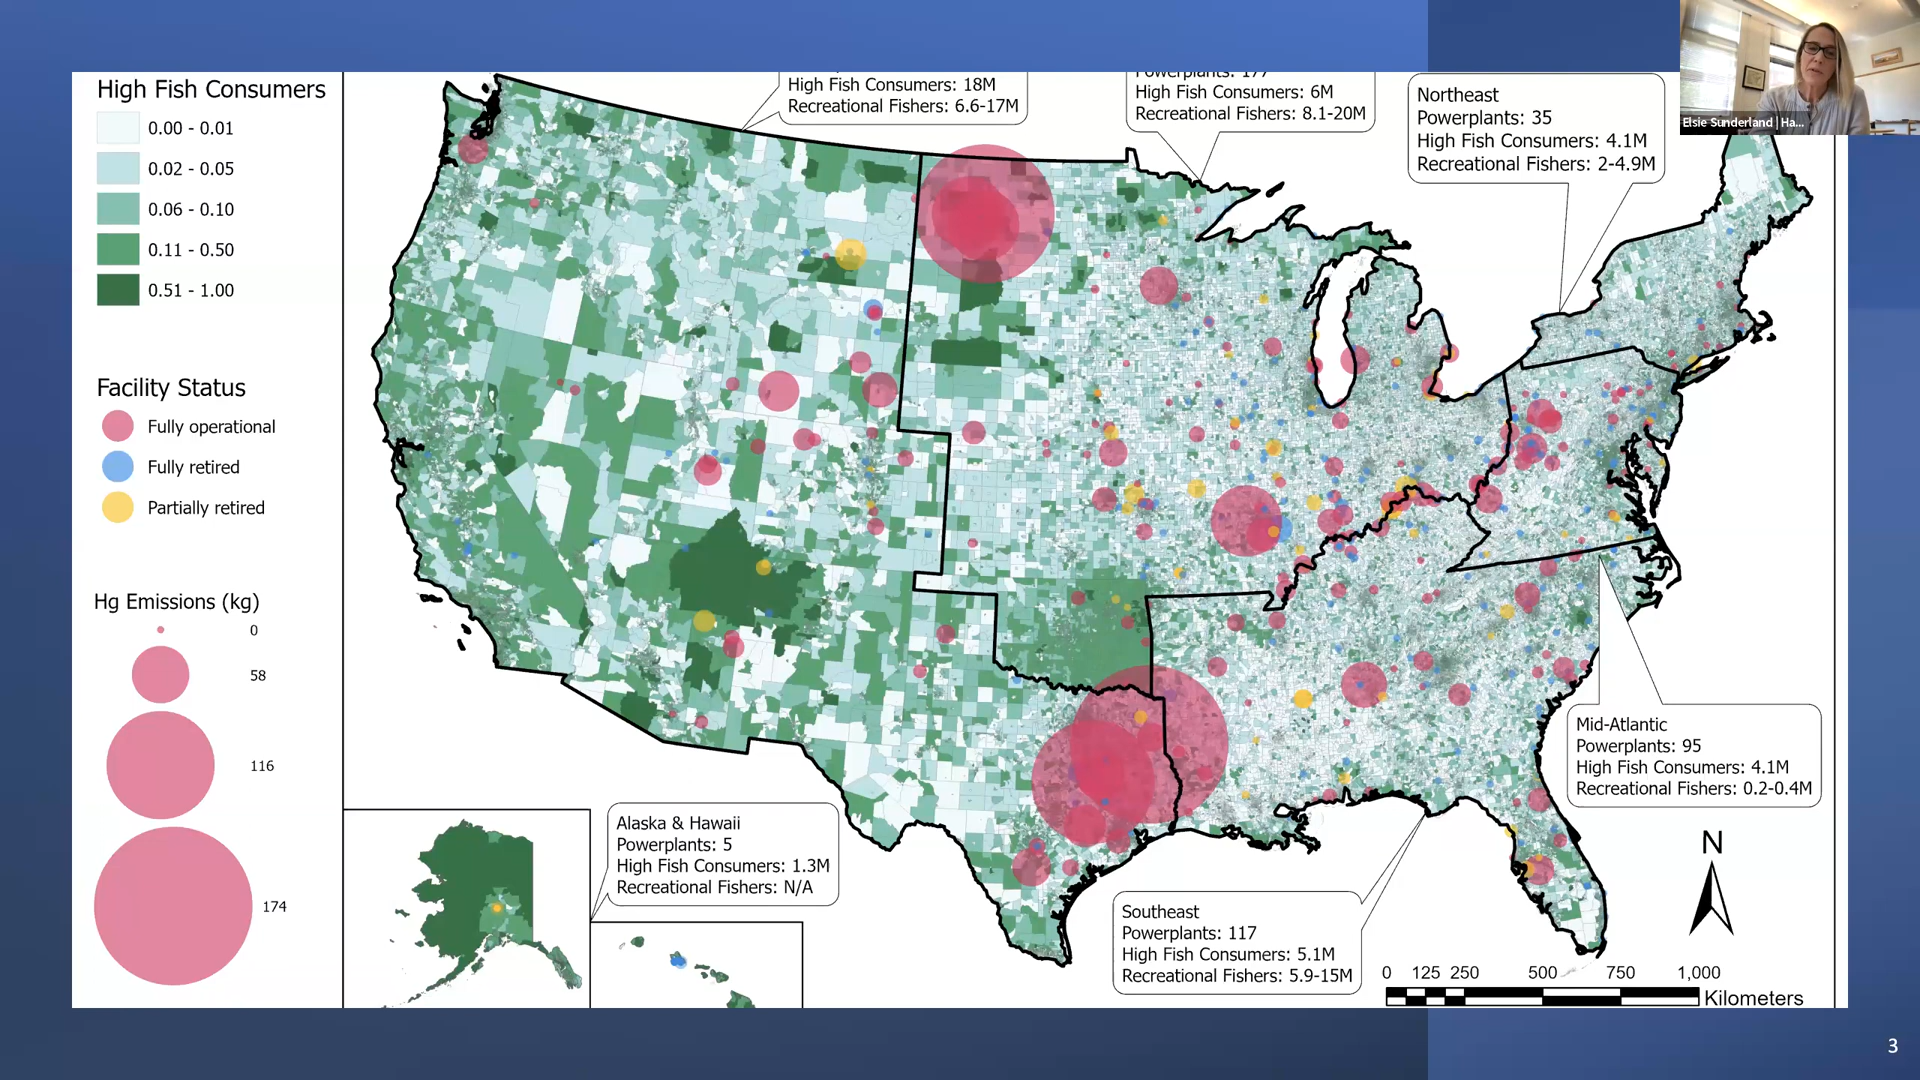 High Fish Consumers
0.00 - 0.01
0.02 - 0.05
0.06 - 0.10
0.11 - 0.50
0.51 - 1.00
Facility Status
Fully operational
Fully retired
Partially retired
Hg Emissions (kg)
0
58
116
174
High Fish Consumers: 18M
Recreational Fishers: 6.6-17M
Powerplants: 177
High Fish Consumers: 6M
Recreational Fishers: 8.1-20M
Northeast
Powerplants: 35
High Fish Consumers: 4.1M
Recreational Fishers: 2-4.9M
Elsie Sunderland | Ha...
Mid-Atlantic
Powerplants: 95
High Fish Consumers: 4.1M
Recreational Fishers: 0.2-0.4M
Alaska & Hawaii
Powerplants: 5
High Fish Consumers: 1.3M
Recreational Fishers: N/A
Southeast
Powerplants: 117
High Fish Consumers: 5.1M
Recreational Fishers: 5.9-15M
N
0 125 250 500 750 1,000
Kilometers
3